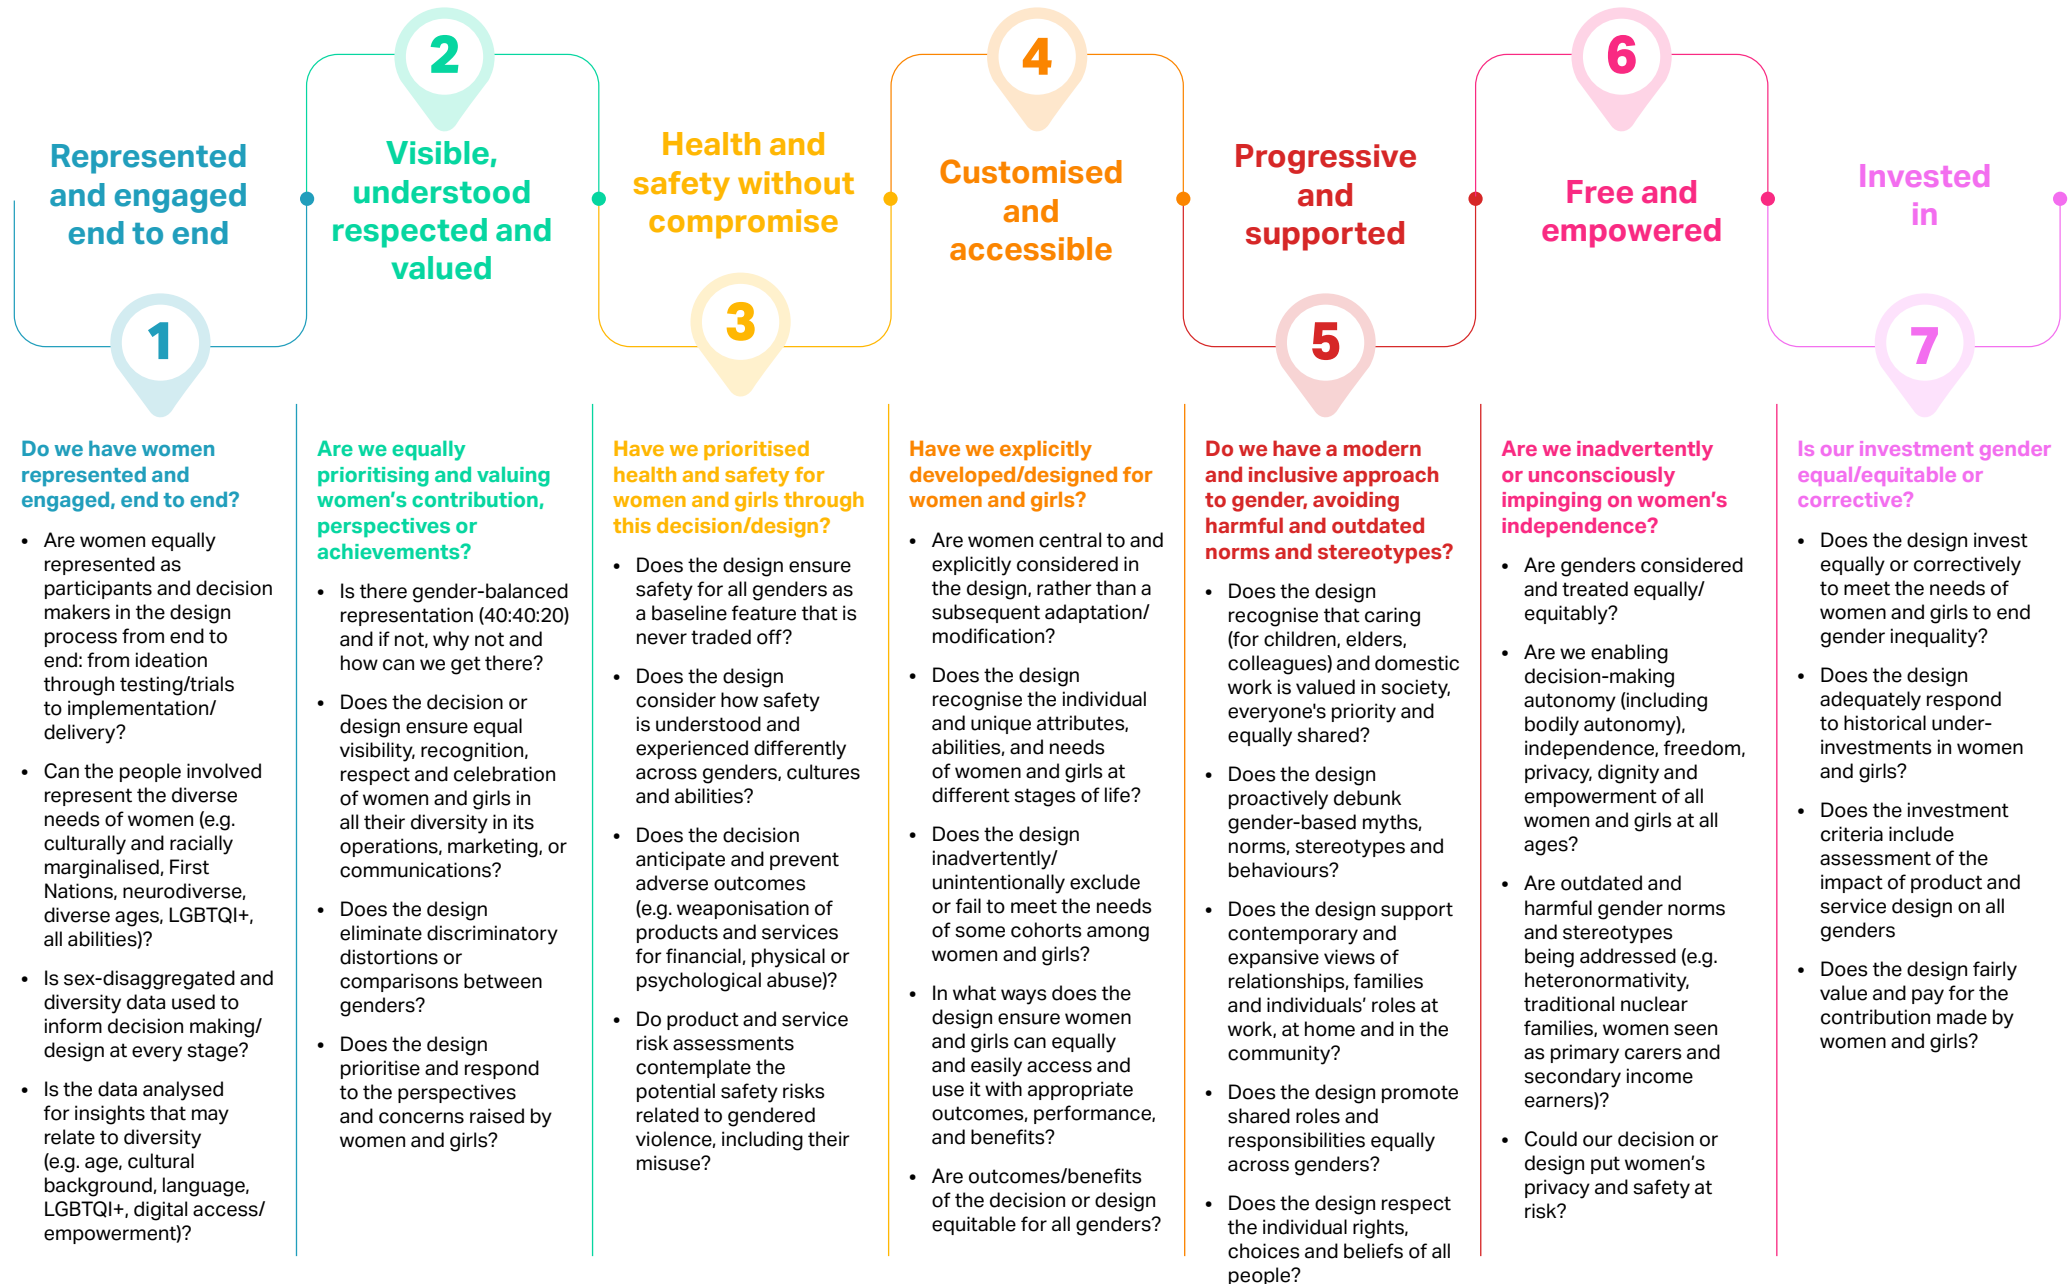 Represented
and engaged
end to end
1
2
Visible,
understood
respected and
valued
Health and
safety without
compromise
3
4
Customised
and
accessible
Progressive
and
supported
5
6
Free and
empowered
Invested
in
7
Do we have women
represented and
engaged, end to end?
• Are women equally
represented as
participants and decision
makers in the design
process from end to
end: from ideation
through testing/trials
to implementation/
delivery?
• Can the people involved
represent the diverse
needs of women (e.g.
culturally and racially
marginalised, First
Nations, neurodiverse,
diverse ages, LGBTQI+,
all abilities)?
• Is sex-disaggregated and
diversity data used to
inform decision making/
design at every stage?
• Is the data analysed
for insights that may
relate to diversity
(e.g. age, cultural
background, language,
LGBTQI+, digital access/
empowerment)?
Are we equally
prioritising and valuing
women's contribution,
perspectives or
achievements?
• Is there gender-balanced
representation (40:40:20)
and if not, why not and
how can we get there?
• Does the decision or
design ensure equal
visibility, recognition,
respect and celebration
of women and girls in
all their diversity in its
operations, marketing, or
communications?
• Does the design
eliminate discriminatory
distortions or
comparisons between
genders?
• Does the design
prioritise and respond
to the perspectives
and concerns raised by
women and girls?
Have we prioritised
health and safety for
women and girls through
this decision/design?
• Does the design ensure
safety for all genders as
a baseline feature that is
never traded off?
• Does the design
consider how safety
is understood and
experienced differently
across genders, cultures
and abilities?
• Does the decision
anticipate and prevent
adverse outcomes
(e.g. weaponisation of
products and services
for financial, physical or
psychological abuse)?
• Do product and service
risk assessments
contemplate the
potential safety risks
related to gendered
violence, including their
misuse?
Have we explicitly
developed/designed for
women and girls?
• Are women central to and
explicitly considered in
the design, rather than a
subsequent adaptation/
modification?
• Does the design
recognise the individual
and unique attributes,
abilities, and needs
of women and girls at
different stages of life?
• Does the design
inadvertently/
unintentionally exclude
or fail to meet the needs
of some cohorts among
women and girls?
• In what ways does the
design ensure women
and girls can equally
and easily access and
use it with appropriate
outcomes, performance,
and benefits?
• Are outcomes/benefits
of the decision or design
equitable for all genders?
Do we have a modern
and inclusive approach
to gender, avoiding
harmful and outdated
norms and stereotypes?
• Does the design
recognise that caring
(for children, elders,
colleagues) and domestic
work is valued in society,
everyone's priority and
equally shared?
• Does the design
proactively debunk
gender-based myths,
norms, stereotypes and
behaviours?
• Does the design support
contemporary and
expansive views of
relationships, families
and individuals' roles at
work, at home and in the
community?
• Does the design promote
shared roles and
responsibilities equally
across genders?
• Does the design respect
the individual rights,
choices and beliefs of all
people?
Are we inadvertently
or unconsciously
impinging on women's
independence?
• Are genders considered
and treated equally/
equitably?
• Are we enabling
decision-making
autonomy (including
bodily autonomy),
independence, freedom,
privacy, dignity and
empowerment of all
women and girls at all
ages?
• Are outdated and
harmful gender norms
and stereotypes
being addressed (e.g.
heteronormativity,
traditional nuclear
families, women seen
as primary carers and
secondary income
earners)?
• Could our decision or
design put women's
privacy and safety at
risk?
Is our investment gender
equal/equitable or
corrective?
• Does the design invest
equally or correctively
to meet the needs of
women and girls to end
gender inequality?
• Does the design
adequately respond
to historical under-
investments in women
and girls?
• Does the investment
criteria include
assessment of the
impact of product and
service design on all
genders
• Does the design fairly
value and pay for the
contribution made by
women and girls?